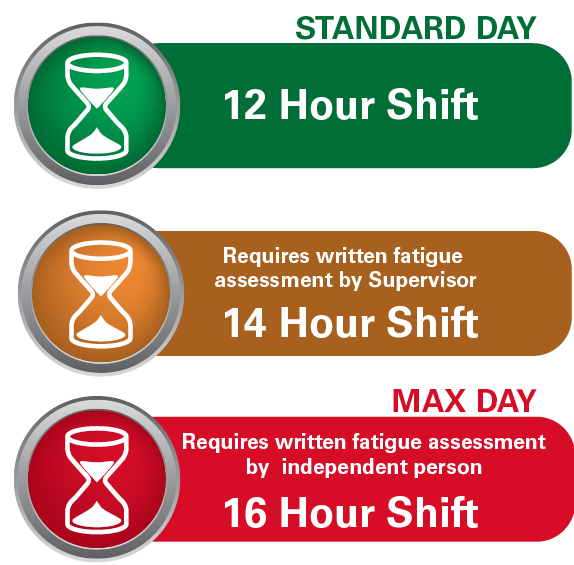 STANDARD DAY
12 Hour Shift
Requires written fatigue
assessment by Supervisor
14 Hour Shift
MAX DAY
Requires written fatigue assessment
by independent person
16 Hour Shift